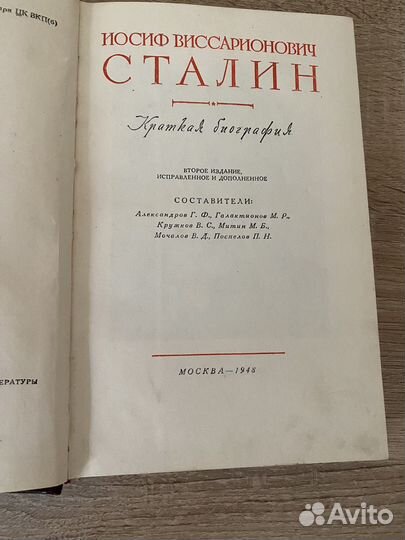 ЦК ВКП(б)
ИОСИФ ВИССАРИОНОВИЧ
СТАЛИН
Краткая биография
ВТОРОЕ ИЗДАНИЕ,
ИСПРАВЛЕННОЕ И ДОПОЛНЕННОЕ
СОСТАВИТЕЛИ:
Александров Г. Ф., Галактионов М. Р.,
Кружков В. С., Митин М. Б.,
Мочалов В. Д., Поспелов П. Н.
МОСКВА—1948
ЕРАТУРЫ
Avito